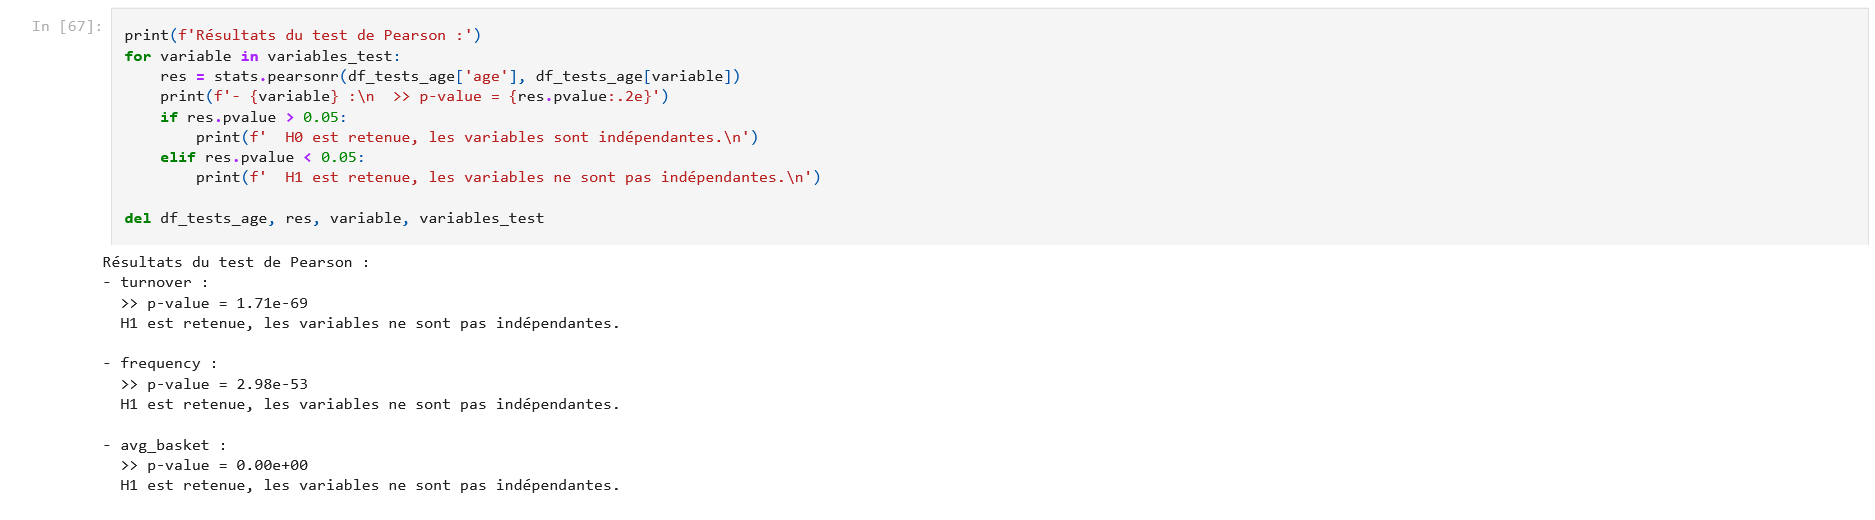 In [67]:
print(f'Résultats du test de Pearson :')
for variable in variables_test:
    res = stats.pearsonr(df_tests_age['age'], df_tests_age[variable])
    print(f'- {variable} :\n  >> p-value = {res.pvalue:.2e}')
    if res.pvalue > 0.05:
        print(f'  H0 est retenue, les variables sont indépendantes.\n')
    elif res.pvalue < 0.05:
        print(f'  H1 est retenue, les variables ne sont pas indépendantes.\n')
del df_tests_age, res, variable, variables_test
Résultats du test de Pearson :
- turnover :
  >> p-value = 1.71e-69
  H1 est retenue, les variables ne sont pas indépendantes.
- frequency :
  >> p-value = 2.98e-53
  H1 est retenue, les variables ne sont pas indépendantes.
- avg_basket :
  >> p-value = 0.00e+00
  H1 est retenue, les variables ne sont pas indépendantes.